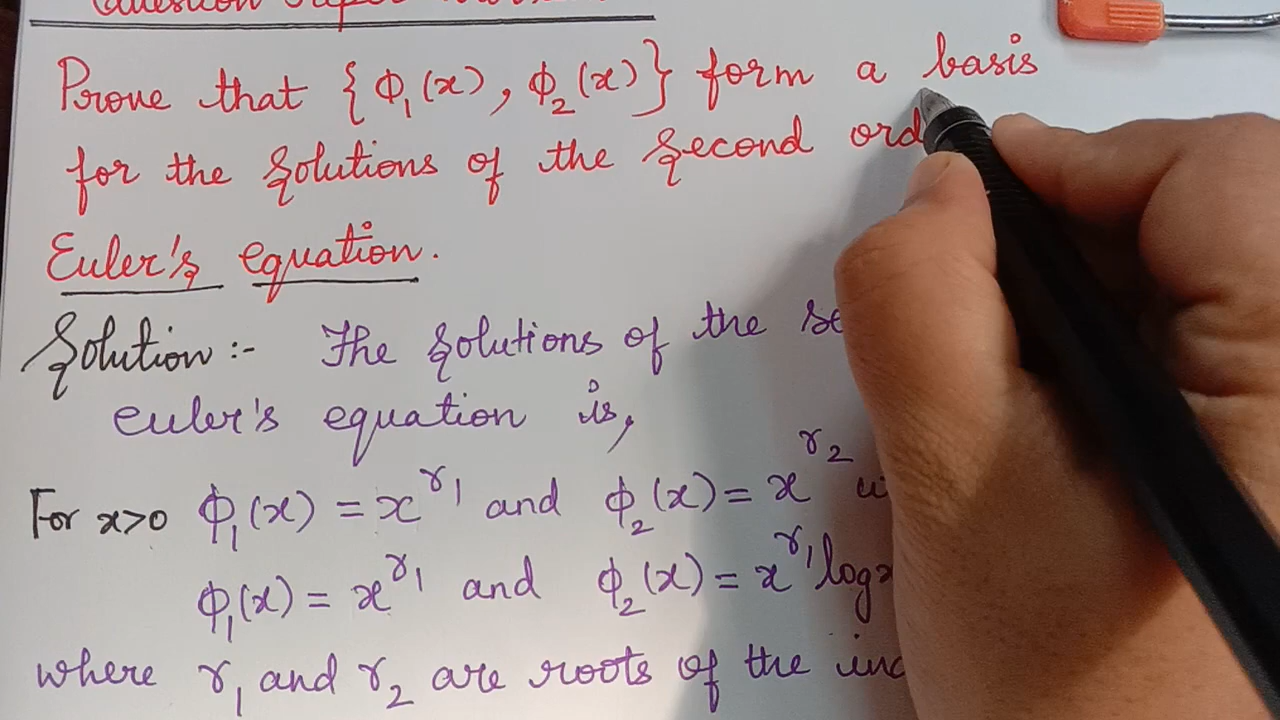 Prove that {ϕ₁(x), ϕ₂(x)} form a basis
for the solutions of the second ord
Euler's equation.
Solution :- The solutions of the se
euler's equation is,
For x>0 ϕ₁(x) = x^r₁ and ϕ₂(x) = x^r₂
ϕ₁(x) = x^r₁ and ϕ₂(x) = x^r₁ log x
where r₁ and r₂ are roots of the ind